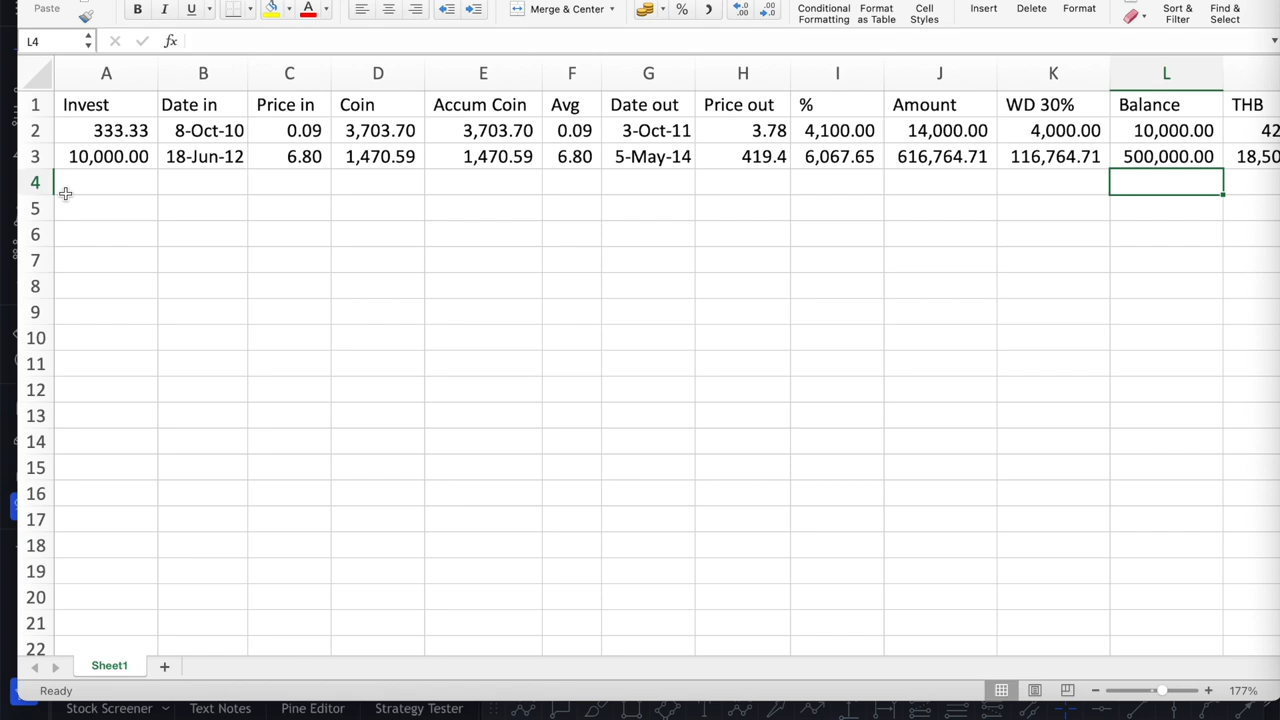 Paste B I U A Merge & Center % Conditional Formatting Format as Table Cell Styles Insert Delete Format Sort & Filter Find & Select
L4 fx
A B C D E F G H I J K L
1 Invest Date in Price in Coin Accum Coin Avg Date out Price out % Amount WD 30% Balance THB
2 333.33 8-Oct-10 0.09 3,703.70 3,703.70 0.09 3-Oct-11 3.78 4,100.00 14,000.00 4,000.00 10,000.00 42
3 10,000.00 18-Jun-12 6.80 1,470.59 1,470.59 6.80 5-May-14 419.4 6,067.65 616,764.71 116,764.71 500,000.00 18,50
4
5
6
7
8
9
10
11
12
13
14
15
16
17
18
19
20
21
22
Sheet1 +
Ready 177%
Stock Screener Text Notes Pine Editor Strategy Tester